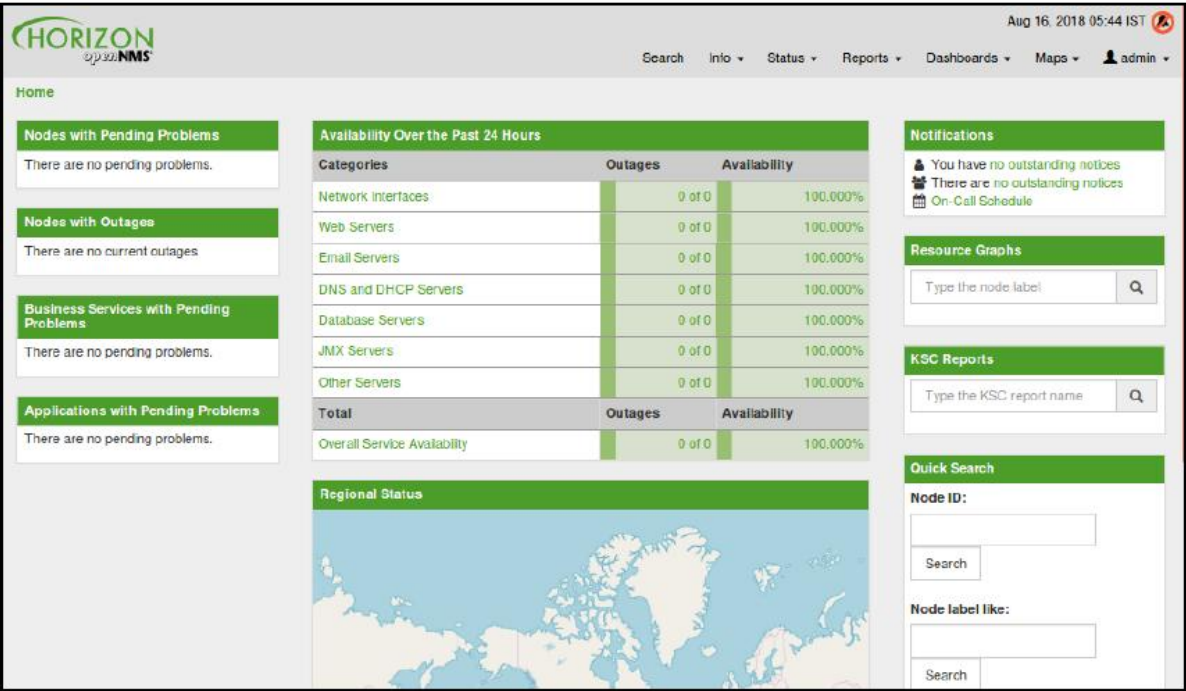 HORIZON
openNMS
Aug 16, 2018 05:44 IST
Search Info Status Reports Dashboards Maps admin
Home
Nodes with Pending Problems
There are no pending problems.
Nodes with Outages
There are no current outages
Business Services with Pending
Problems
There are no pending problems.
Applications with Pending Problems
There are no pending problems.
Availability Over the Past 24 Hours
Categories Outages Availability
Network Interfaces 0 of 0 100.000%
Web Servers 0 of 0 100.000%
Email Servers 0 of 0 100.000%
DNS and DHCP Servers 0 of 0 100.000%
Database Servers 0 of 0 100.000%
JMX Servers 0 of 0 100.000%
Other Servers 0 of 0 100.000%
Total Outages Availability
Overall Service Availability 0 of 0 100.000%
Regional Status
Notifications
You have no outstanding notices
There are no outstanding notices
On-Call Schedule
Resource Graphs
Type the node label
KSC Reports
Type the KSC report name
Quick Search
Node ID:
Search
Node label like:
Search